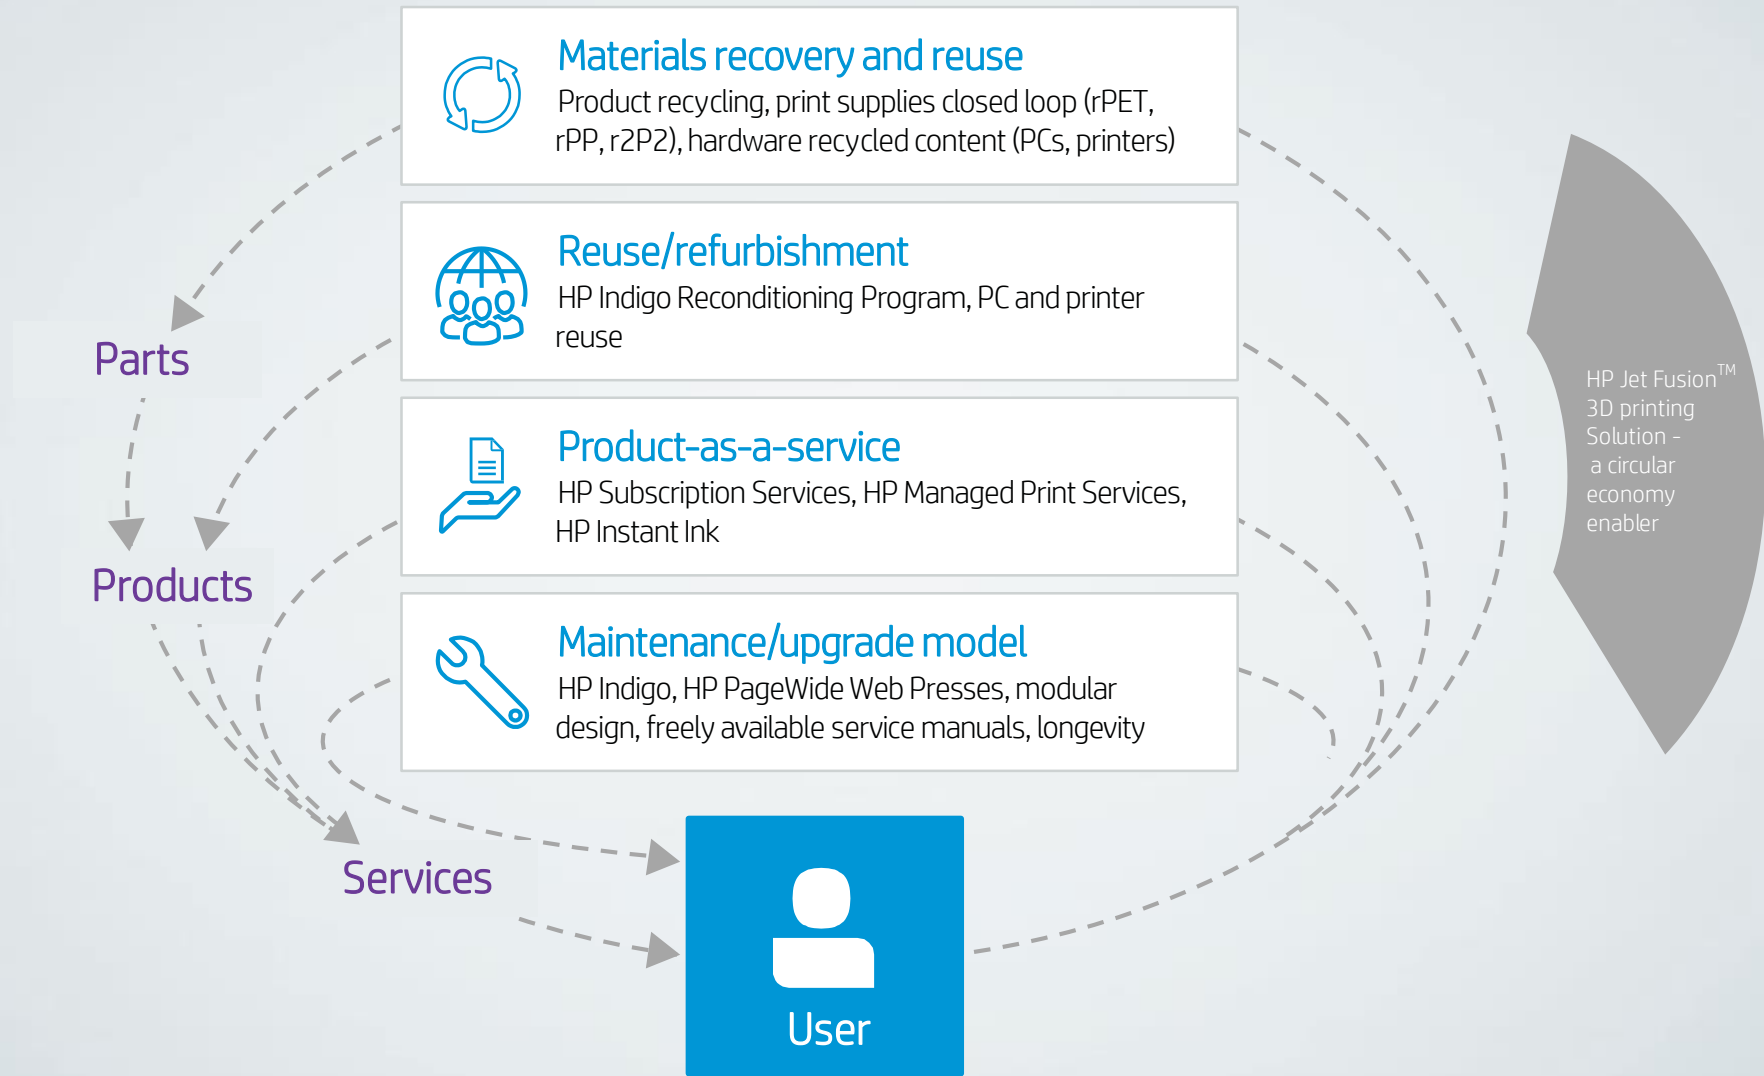 Materials recovery and reuse
Product recycling, print supplies closed loop (rPET,
rPP, r2P2), hardware recycled content (PCs, printers)
Reuse/refurbishment
HP Indigo Reconditioning Program, PC and printer
reuse
Product-as-a-service
HP Subscription Services, HP Managed Print Services,
HP Instant Ink
Maintenance/upgrade model
HP Indigo, HP PageWide Web Presses, modular
design, freely available service manuals, longevity
Parts
Products
Services
User
HP Jet Fusion™
3D printing
Solution -
a circular
economy
enabler